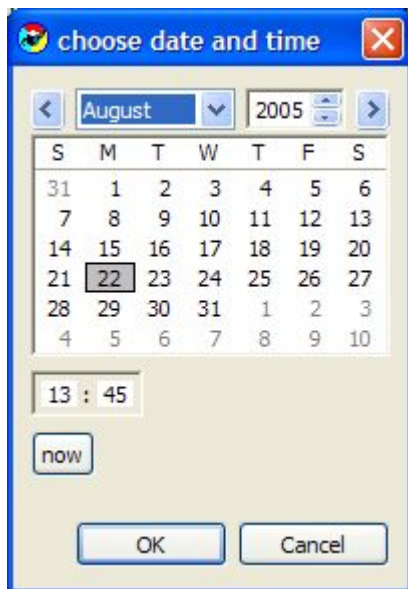 choose date and time
August 2005
S M T W T F S
31 1 2 3 4 5 6
7 8 9 10 11 12 13
14 15 16 17 18 19 20
21 22 23 24 25 26 27
28 29 30 31 1 2 3
4 5 6 7 8 9 10
13 : 45
now
OK Cancel